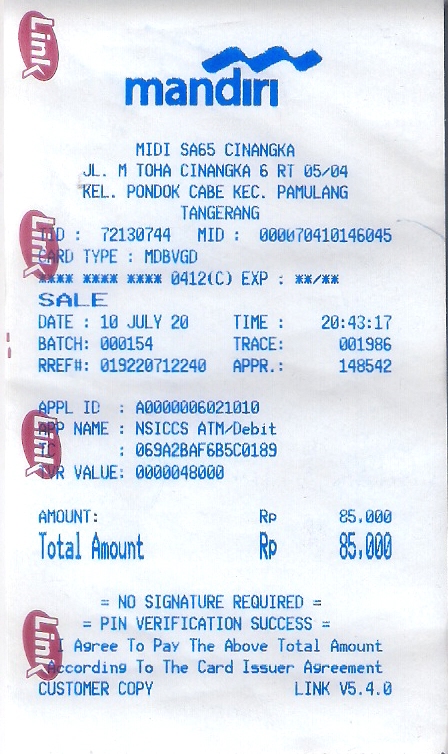 mandiri
MIDI SA65 CINANGKA
JL. M TOHA CINANGKA 6 RT 05/04
KEL. PONDOK CABE KEC. PAMULANG
TANGERANG
TID : 72130744 MID : 000070410146045
CARD TYPE : MDBVGD
**** **** **** 0412(C) EXP : **/**
SALE
DATE : 10 JULY 20 TIME : 20:43:17
BATCH: 000154 TRACE: 001986
RREF#: 019220712240 APPR.: 148542
APPL ID : A0000006021010
APP NAME : NSICCS ATM/Debit
TC : 069A2BAF6B5C0189
TVR VALUE: 0000048000
AMOUNT: Rp 85,000
Total Amount Rp 85,000
= NO SIGNATURE REQUIRED =
= PIN VERIFICATION SUCCESS =
I Agree To Pay The Above Total Amount
According To The Card Issuer Agreement
CUSTOMER COPY LINK V5.4.0
Link
Link
Link
Link